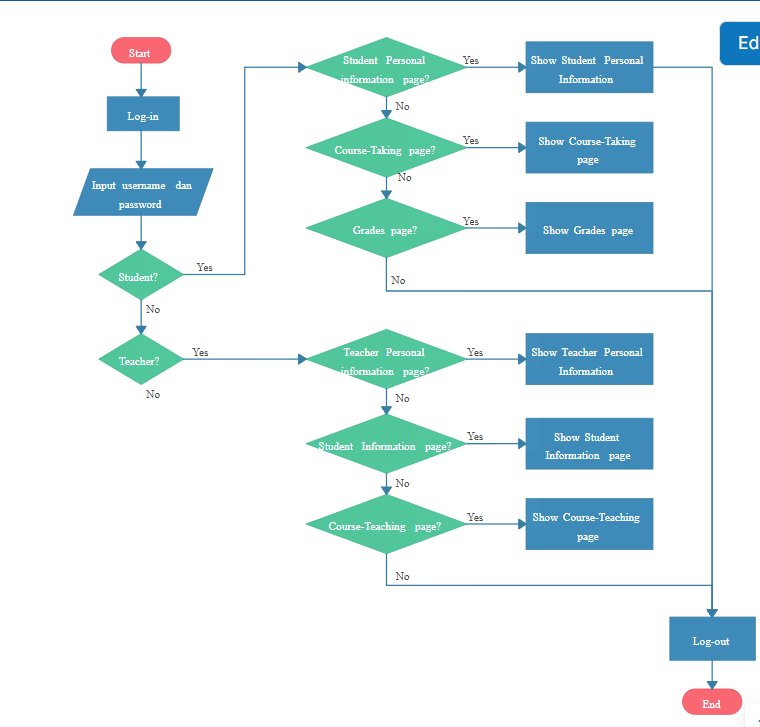 Start
Log-in
Input username dan
password
Student?
Yes
No
Teacher?
Yes
No
Student Personal
information page?
Yes
No
Show Student Personal
Information
Course-Taking page?
Yes
No
Show Course-Taking
page
Grades page?
Yes
No
Show Grades page
Teacher Personal
information page?
Yes
No
Show Teacher Personal
Information
Student Information page?
Yes
No
Show Student
Information page
Course-Teaching page?
Yes
No
Show Course-Teaching
page
Log-out
End
Ed